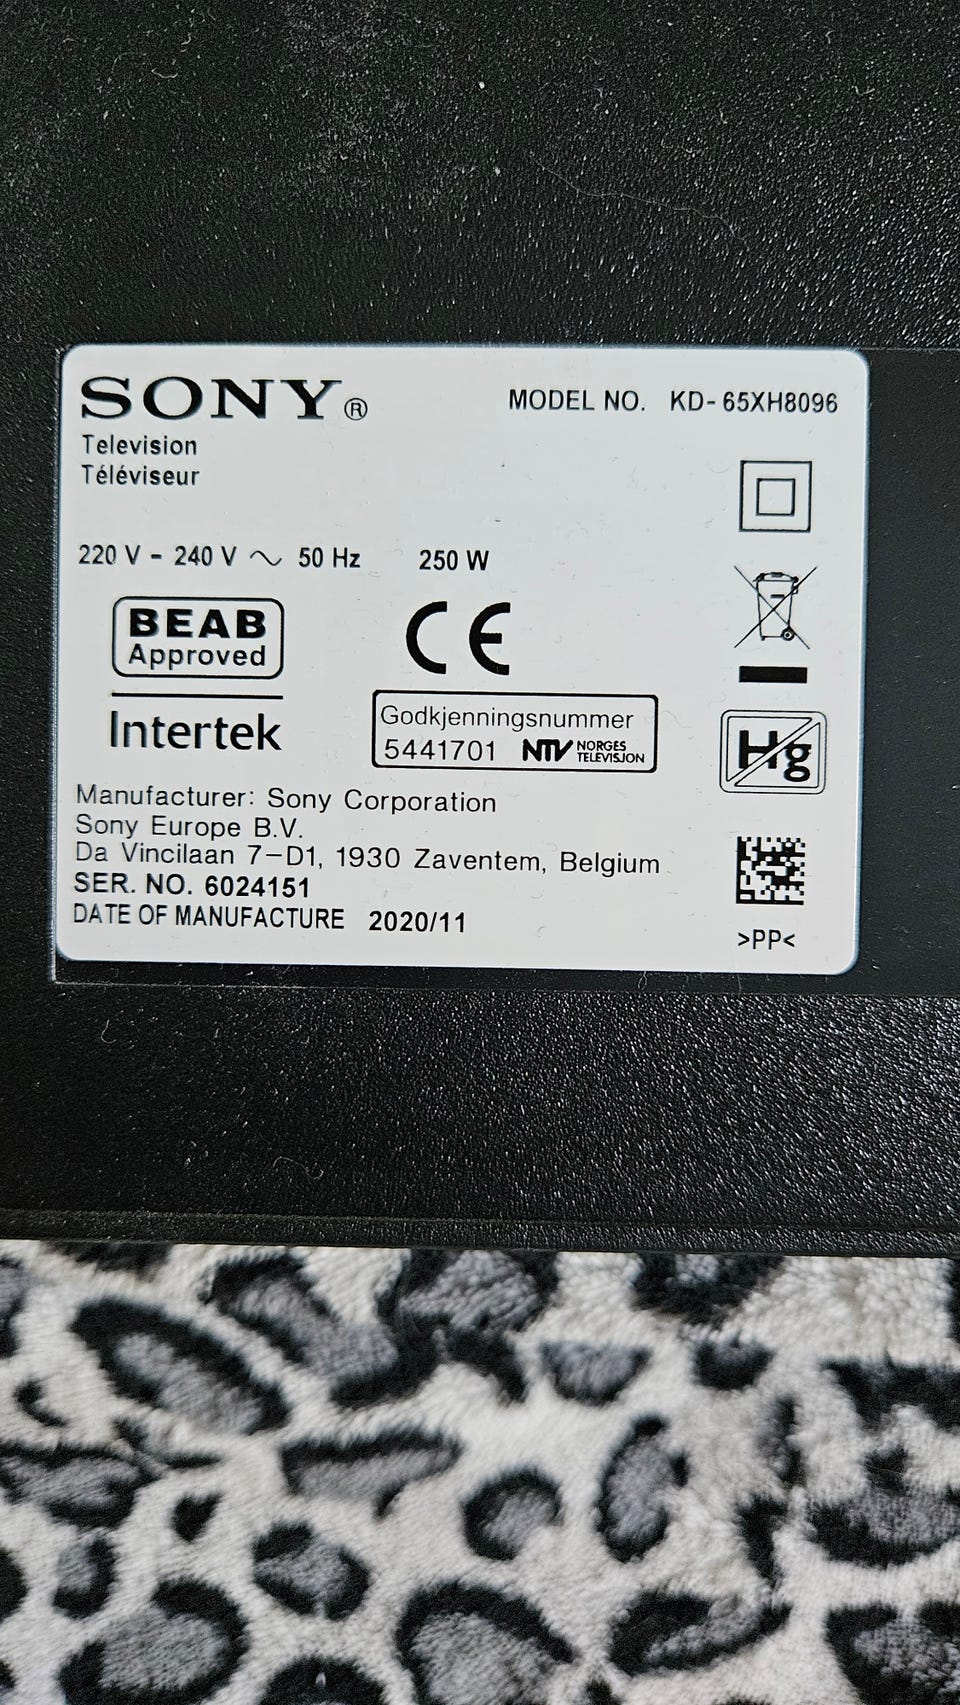 SONY®
MODEL NO. KD-65XH8096
Television
Téléviseur
220 V - 240 V ~ 50 Hz 250 W
BEAB
Approved
Intertek
CE
Godkjenningsnummer
5441701 NTV NORGES
TELEVISJON
Hg
Manufacturer: Sony Corporation
Sony Europe B.V.
Da Vincilaan 7-D1, 1930 Zaventem, Belgium
SER. NO. 6024151
DATE OF MANUFACTURE 2020/11
>PP<